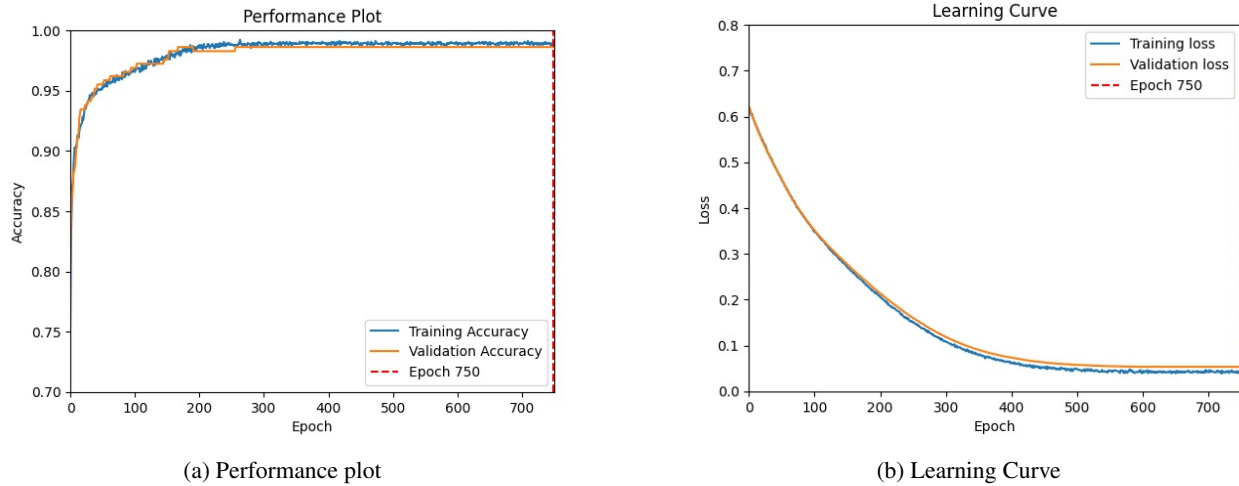 Performance Plot
1.00
0.95
0.90
0.85
0.80
0.75
0.70
Accuracy
Training Accuracy
Validation Accuracy
Epoch 750
0 100 200 300 400 500 600 700
Epoch
(a) Performance plot
Learning Curve
0.8
0.7
0.6
0.5
0.4
0.3
0.2
0.1
0.0
Loss
Training loss
Validation loss
Epoch 750
0 100 200 300 400 500 600 700
Epoch
(b) Learning Curve